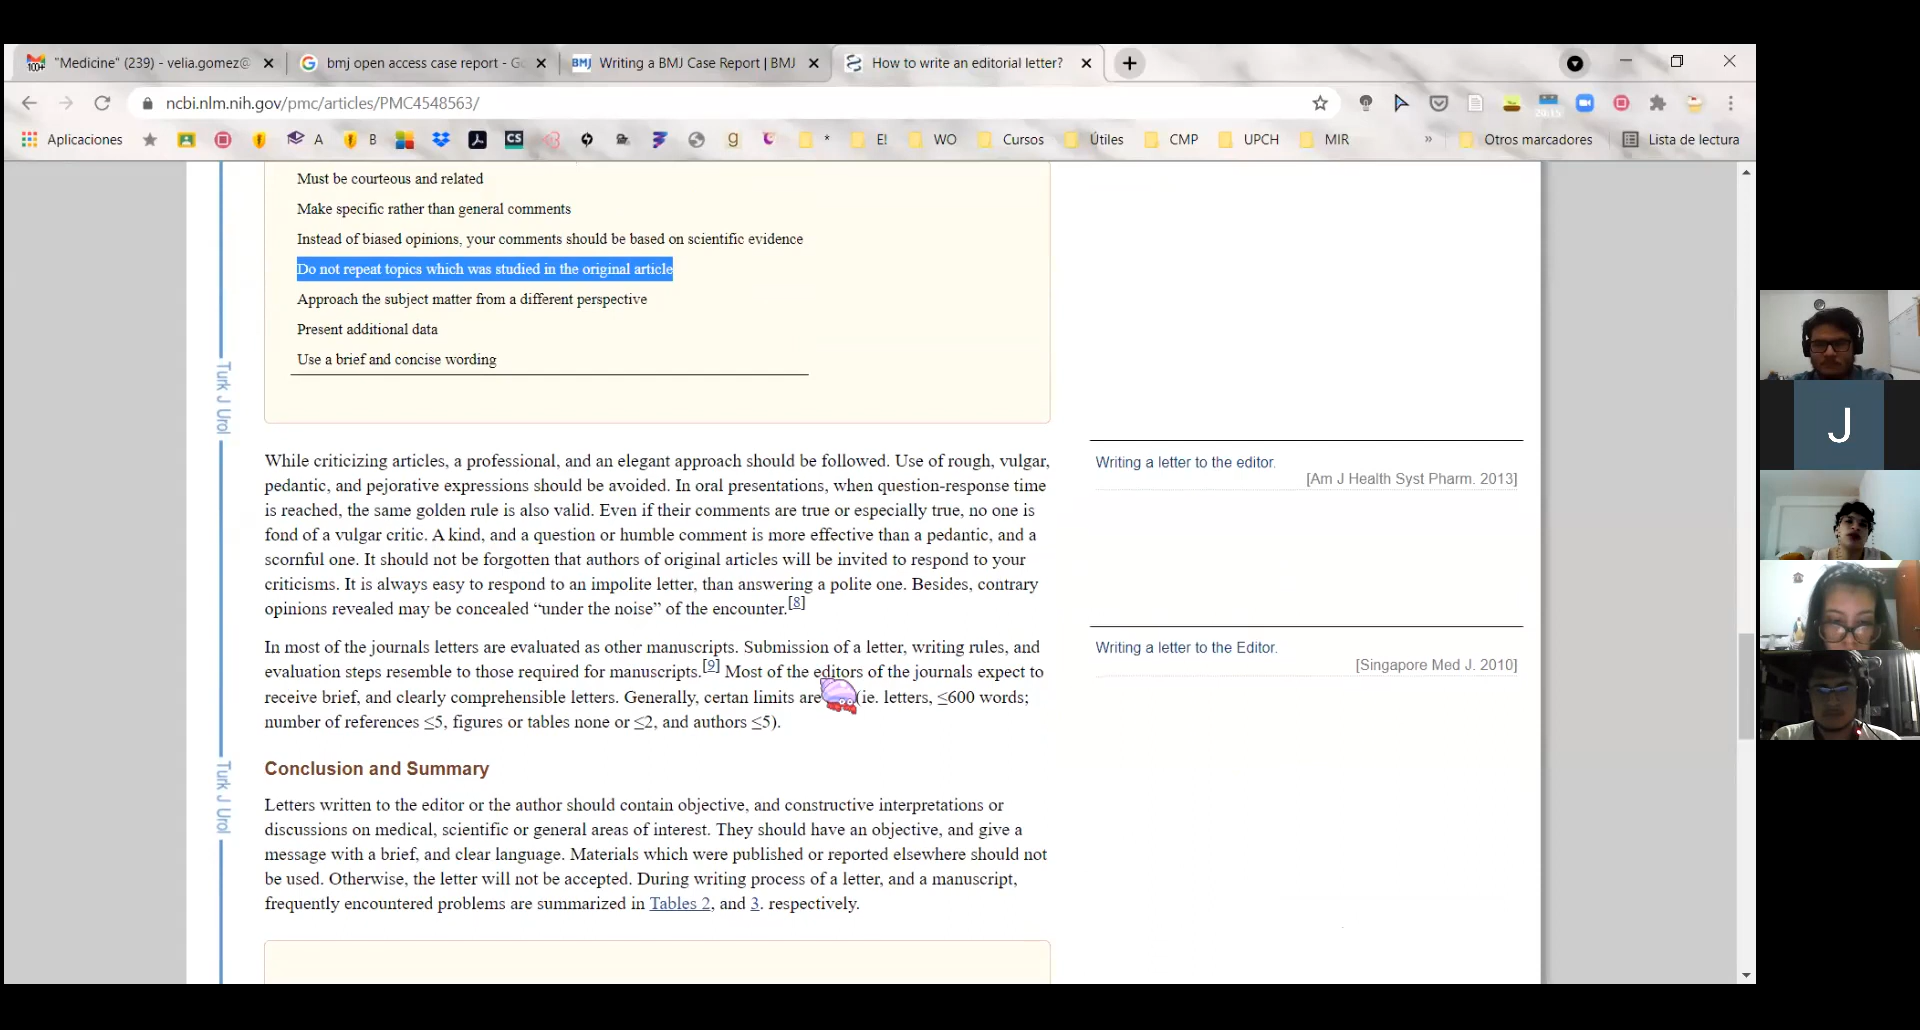 "Medicine" (239) - velia.gomez@
bmj open access case report - Go
BMJ Writing a BMJ Case Report | BMJ
How to write an editorial letter?
ncbi.nlm.nih.gov/pmc/articles/PMC4548563/
Aplicaciones
A
B
CS
g
*
E!
WO
Cursos
Útiles
CMP
UPCH
MIR
»
Otros marcadores
Lista de lectura
Must be courteous and related
Make specific rather than general comments
Instead of biased opinions, your comments should be based on scientific evidence
Do not repeat topics which was studied in the original article
Approach the subject matter from a different perspective
Present additional data
Use a brief and concise wording
Turk J Urol
While criticizing articles, a professional, and an elegant approach should be followed. Use of rough, vulgar,
pedantic, and pejorative expressions should be avoided. In oral presentations, when question-response time
is reached, the same golden rule is also valid. Even if their comments are true or especially true, no one is
fond of a vulgar critic. A kind, and a question or humble comment is more effective than a pedantic, and a
scornful one. It should not be forgotten that authors of original articles will be invited to respond to your
criticisms. It is always easy to respond to an impolite letter, than answering a polite one. Besides, contrary
opinions revealed may be concealed “under the noise” of the encounter.[8]
Writing a letter to the editor.
[Am J Health Syst Pharm. 2013]
In most of the journals letters are evaluated as other manuscripts. Submission of a letter, writing rules, and
evaluation steps resemble to those required for manuscripts.[9] Most of the editors of the journals expect to
receive brief, and clearly comprehensible letters. Generally, certan limits are (ie. letters, ≤600 words;
number of references ≤5, figures or tables none or ≤2, and authors ≤5).
Writing a letter to the Editor.
[Singapore Med J. 2010]
Turk J Urol
Conclusion and Summary
Letters written to the editor or the author should contain objective, and constructive interpretations or
discussions on medical, scientific or general areas of interest. They should have an objective, and give a
message with a brief, and clear language. Materials which were published or reported elsewhere should not
be used. Otherwise, the letter will not be accepted. During writing process of a letter, and a manuscript,
frequently encountered problems are summarized in Tables 2, and 3. respectively.
J